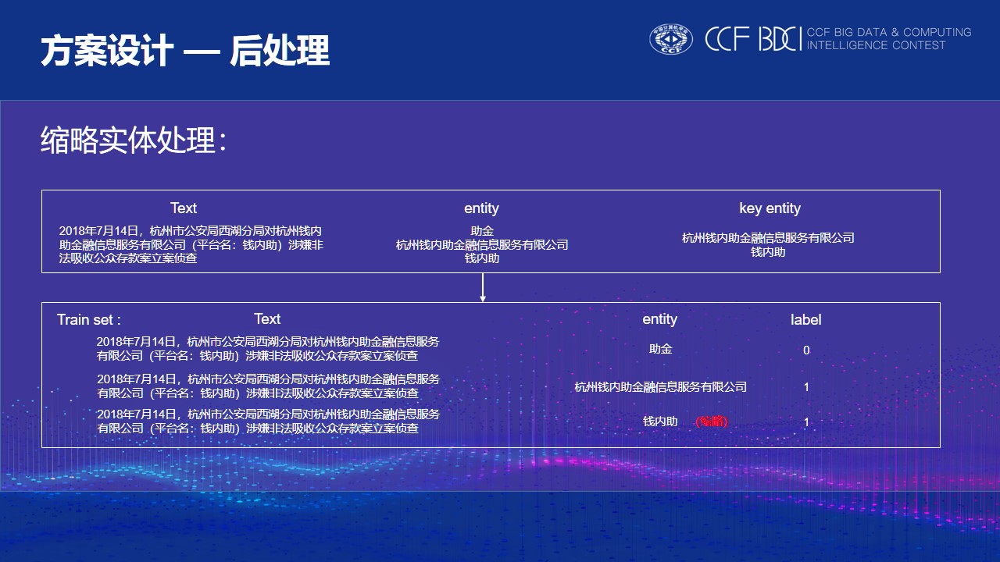 方案设计 — 后处理
中国计算机学会
CCF
CCF BDCI
CCF BIG DATA & COMPUTING
INTELLIGENCE CONTEST
缩略实体处理：
Text
entity
key entity
2018年7月14日，杭州市公安局西湖分局对杭州钱内
助金融信息服务有限公司（平台名：钱内助）涉嫌非
法吸收公众存款案立案侦查
助金
杭州钱内助金融信息服务有限公司
钱内助
杭州钱内助金融信息服务有限公司
钱内助
Train set :
Text
entity
label
2018年7月14日，杭州市公安局西湖分局对杭州钱内助金融信息服务
有限公司（平台名：钱内助）涉嫌非法吸收公众存款案立案侦查
助金
0
2018年7月14日，杭州市公安局西湖分局对杭州钱内助金融信息服务
有限公司（平台名：钱内助）涉嫌非法吸收公众存款案立案侦查
杭州钱内助金融信息服务有限公司
1
2018年7月14日，杭州市公安局西湖分局对杭州钱内助金融信息服务
有限公司（平台名：钱内助）涉嫌非法吸收公众存款案立案侦查
钱内助 （缩略）
1